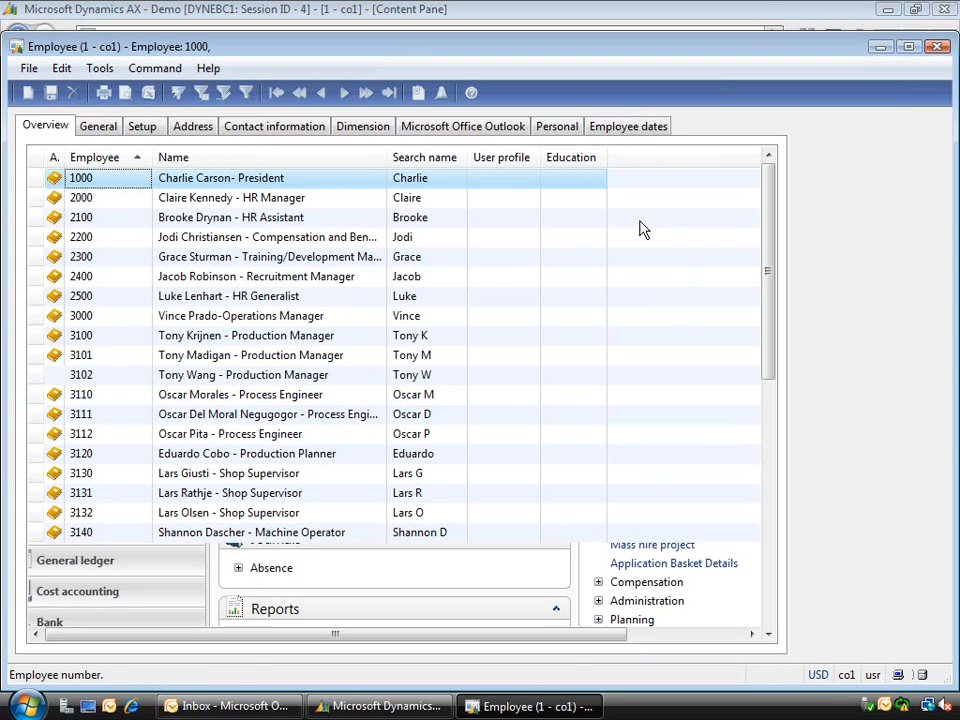 Microsoft Dynamics AX - Demo [DYNEBC1: Session ID - 4] - [1 - co1] - [Content Pane]
Employee (1 - co1) - Employee: 1000,
File Edit Tools Command Help
Overview General Setup Address Contact information Dimension Microsoft Office Outlook Personal Employee dates
A. Employee Name Search name User profile Education
1000 Charlie Carson- President Charlie
2000 Claire Kennedy - HR Manager Claire
2100 Brooke Drynan - HR Assistant Brooke
2200 Jodi Christiansen - Compensation and Ben... Jodi
2300 Grace Sturman - Training/Development Ma... Grace
2400 Jacob Robinson - Recruitment Manager Jacob
2500 Luke Lenhart - HR Generalist Luke
3000 Vince Prado-Operations Manager Vince
3100 Tony Krijnen - Production Manager Tony K
3101 Tony Madigan - Production Manager Tony M
3102 Tony Wang - Production Manager Tony W
3110 Oscar Morales - Process Engineer Oscar M
3111 Oscar Del Moral Negugogor - Process Engi... Oscar D
3112 Oscar Pita - Process Engineer Oscar P
3120 Eduardo Cobo - Production Planner Eduardo
3130 Lars Giusti - Shop Supervisor Lars G
3131 Lars Rathje - Shop Supervisor Lars R
3132 Lars Olsen - Shop Supervisor Lars O
3140 Shannon Dascher - Machine Operator Shannon D
Mass hire project
General ledger
Absence
Application Basket Details
Compensation
Cost accounting
Reports
Administration
Bank
Planning
Employee number.
USD co1 usr
Inbox - Microsoft O... Microsoft Dynamics... Employee (1 - co1) -...